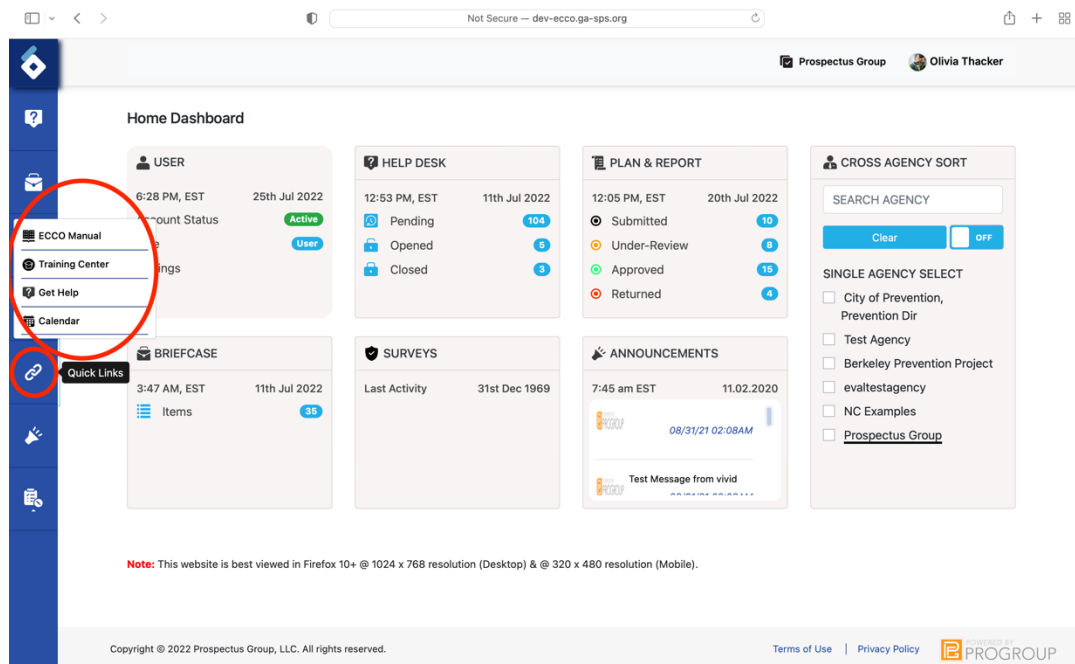 Not Secure — dev-ecco.ga-sps.org
Prospectus Group
Olivia Thacker
Home Dashboard
USER
6:28 PM, EST 25th Jul 2022
Account Status Active
User
HELP DESK
12:53 PM, EST 11th Jul 2022
Pending 104
Opened 6
Closed 3
PLAN & REPORT
12:05 PM, EST 20th Jul 2022
Submitted 10
Under-Review 8
Approved 15
Returned 4
CROSS AGENCY SORT
SEARCH AGENCY
Clear OFF
SINGLE AGENCY SELECT
City of Prevention,
Prevention Dir
Test Agency
Berkeley Prevention Project
evaltestagency
NC Examples
Prospectus Group
ECCO Manual
Training Center
Get Help
Calendar
Quick Links
BRIEFCASE
3:47 AM, EST 11th Jul 2022
Items 35
SURVEYS
Last Activity 31st Dec 1969
ANNOUNCEMENTS
7:45 am EST 11.02.2020
PROGROUP
08/31/21 02:08AM
PROGROUP
Test Message from vivid
Note: This website is best viewed in Firefox 10+ @ 1024 x 768 resolution (Desktop) & @ 320 x 480 resolution (Mobile).
Copyright © 2022 Prospectus Group, LLC. All rights reserved.
Terms of Use | Privacy Policy
POWERED BY
PROGROUP